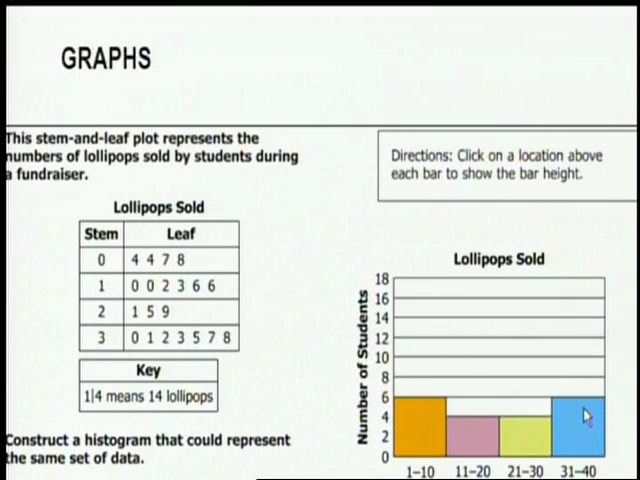 GRAPHS
This stem-and-leaf plot represents the
numbers of lollipops sold by students during
a fundraiser.
Lollipops Sold
Stem Leaf
0 4 4 7 8
1 0 0 2 3 6 6
2 1 5 9
3 0 1 2 3 5 7 8
Key
1|4 means 14 lollipops
Construct a histogram that could represent
the same set of data.
Directions: Click on a location above
each bar to show the bar height.
Lollipops Sold
Number of Students
18
16
14
12
10
8
6
4
2
0
1–10 11–20 21–30 31–40